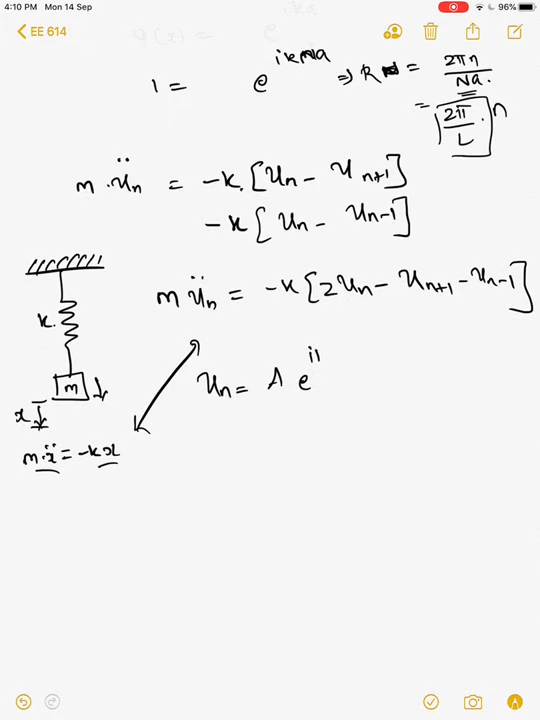 4:10 PM Mon 14 Sep
96%
EE 614
1 = e^{ikNa} ⇒ k = 2πn / Na.
= 2π/L . n
m . ü_n = -k. [u_n - u_{n+1}]
-k [u_n - u_{n-1}]
m ü_n = -k [2u_n - u_{n+1} - u_{n-1}]
k.
m
u_n = A e^{i
x
m.ẍ = -kx